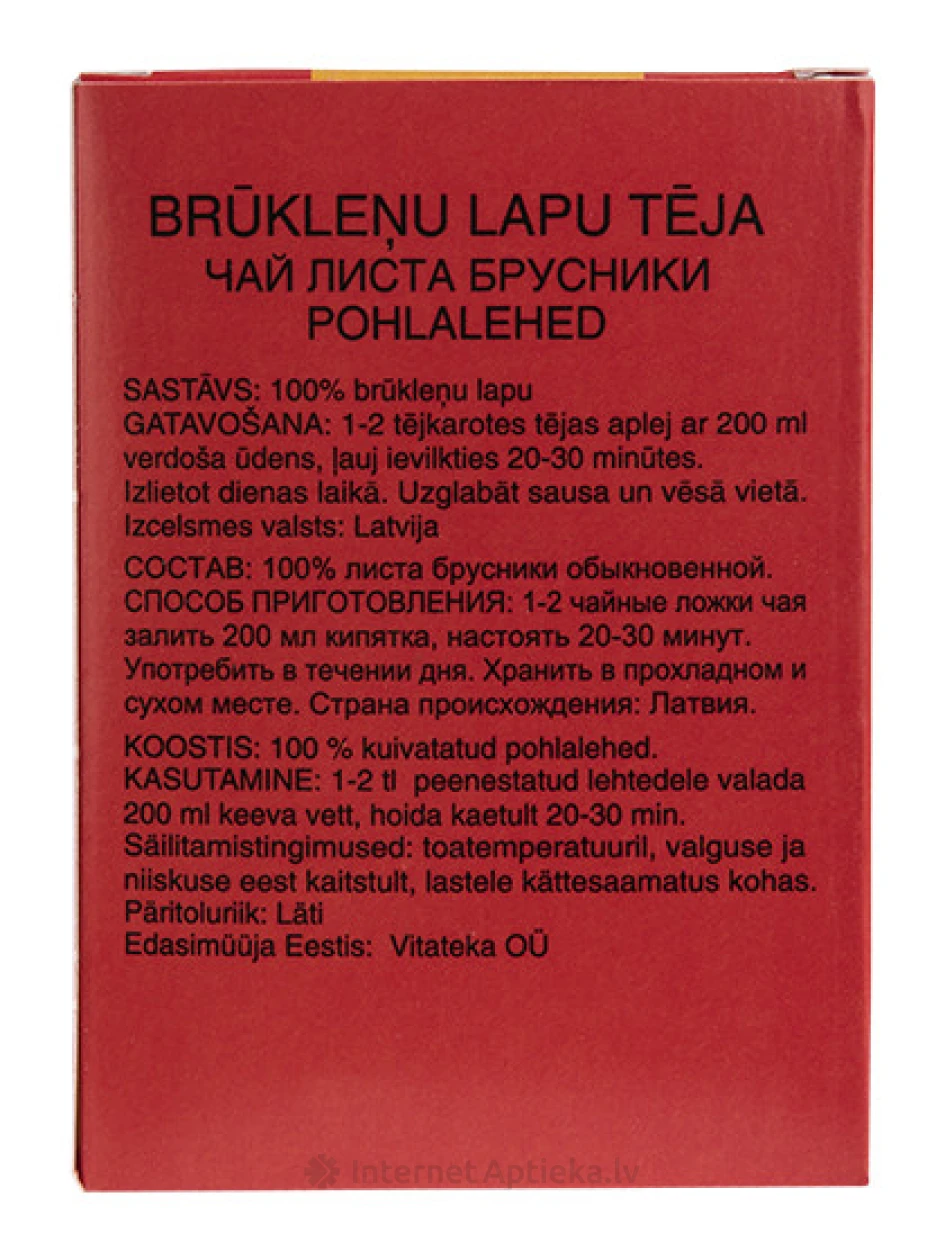 BRŪKLEŅU LAPU TĒJA
ЧАЙ ЛИСТА БРУСНИКИ
POHLALEHED
SASTĀVS: 100% brūkleņu lapu
GATAVOŠANA: 1-2 tējkarotes tējas aplej ar 200 ml
verdoša ūdens, ļauj ievilkties 20-30 minūtes.
Izlietot dienas laikā. Uzglabāt sausa un vēsā vietā.
Izcelsmes valsts: Latvija
СОСТАВ: 100% листа брусники обыкновенной.
СПОСОБ ПРИГОТОВЛЕНИЯ: 1-2 чайные ложки чая
залить 200 мл кипятка, настоять 20-30 минут.
Употребить в течении дня. Хранить в прохладном и
сухом месте. Страна происхождения: Латвия.
KOOSTIS: 100 % kuivatatud pohlalehed.
KASUTAMINE: 1-2 tl peenestatud lehtedele valada
200 ml keeva vett, hoida kaetult 20-30 min.
Säilitamistingimused: toatemperatuuril, valguse ja
niiskuse eest kaitstult, lastele kättesaamatus kohas.
Päritoluriik: Läti
Edasimüüja Eestis: Vitateka OÜ
Internet Aptieka.lv